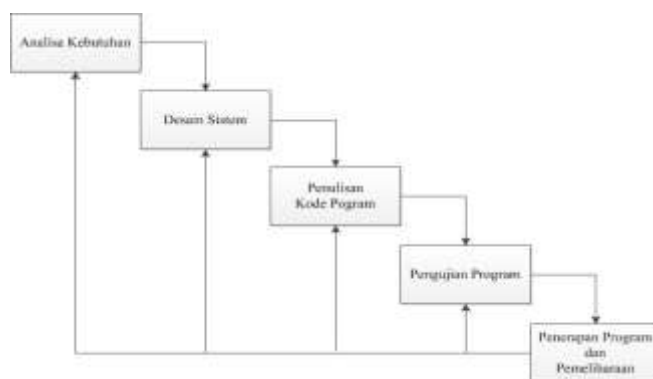 Analisa Kebutuhan
Desain Sistem
Penulisan
Kode Pogram
Pengujian Program
Penerapan Program
dan
Pemeliharaan